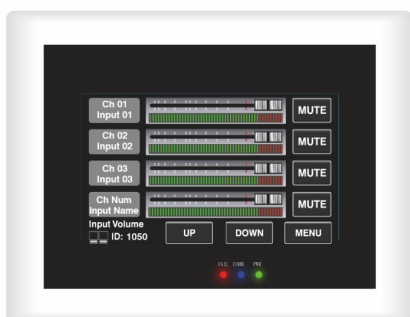 Ch 01
Input 01
MUTE
Ch 02
Input 02
MUTE
Ch 03
Input 03
MUTE
Ch Num
Input Name
MUTE
Input Volume
ID: 1050
UP
DOWN
MENU
FAIL COMM PWR